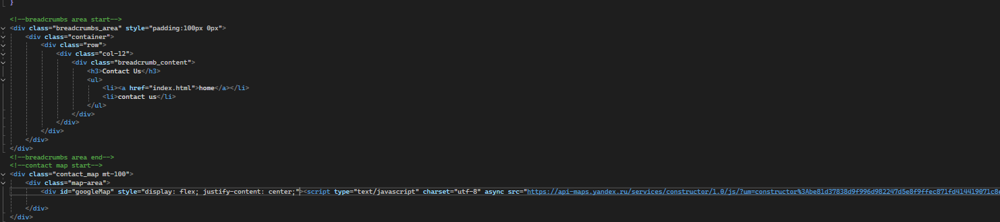 }
<!--breadcrumbs area start-->
<div class="breadcrumbs_area" style="padding:100px 0px">
<div class="container">
<div class="row">
<div class="col-12">
<div class="breadcrumb_content">
<h3>Contact Us</h3>
<ul>
<li><a href="index.html">home</a></li>
<li>contact us</li>
</ul>
</div>
</div>
</div>
</div>
</div>
<!--breadcrumbs area end-->
<!--contact map start-->
<div class="contact_map mt-100">
<div class="map-area">
<div id="googleMap" style="display: flex; justify-content: center;"><script type="text/javascript" charset="utf-8" async src="https://api-maps.yandex.ru/services/constructor/1.0/js/?um=constructor%3Abe81d37838d9f996d982247d5e8f9ffec871fd414419071c8
</div>
</div>